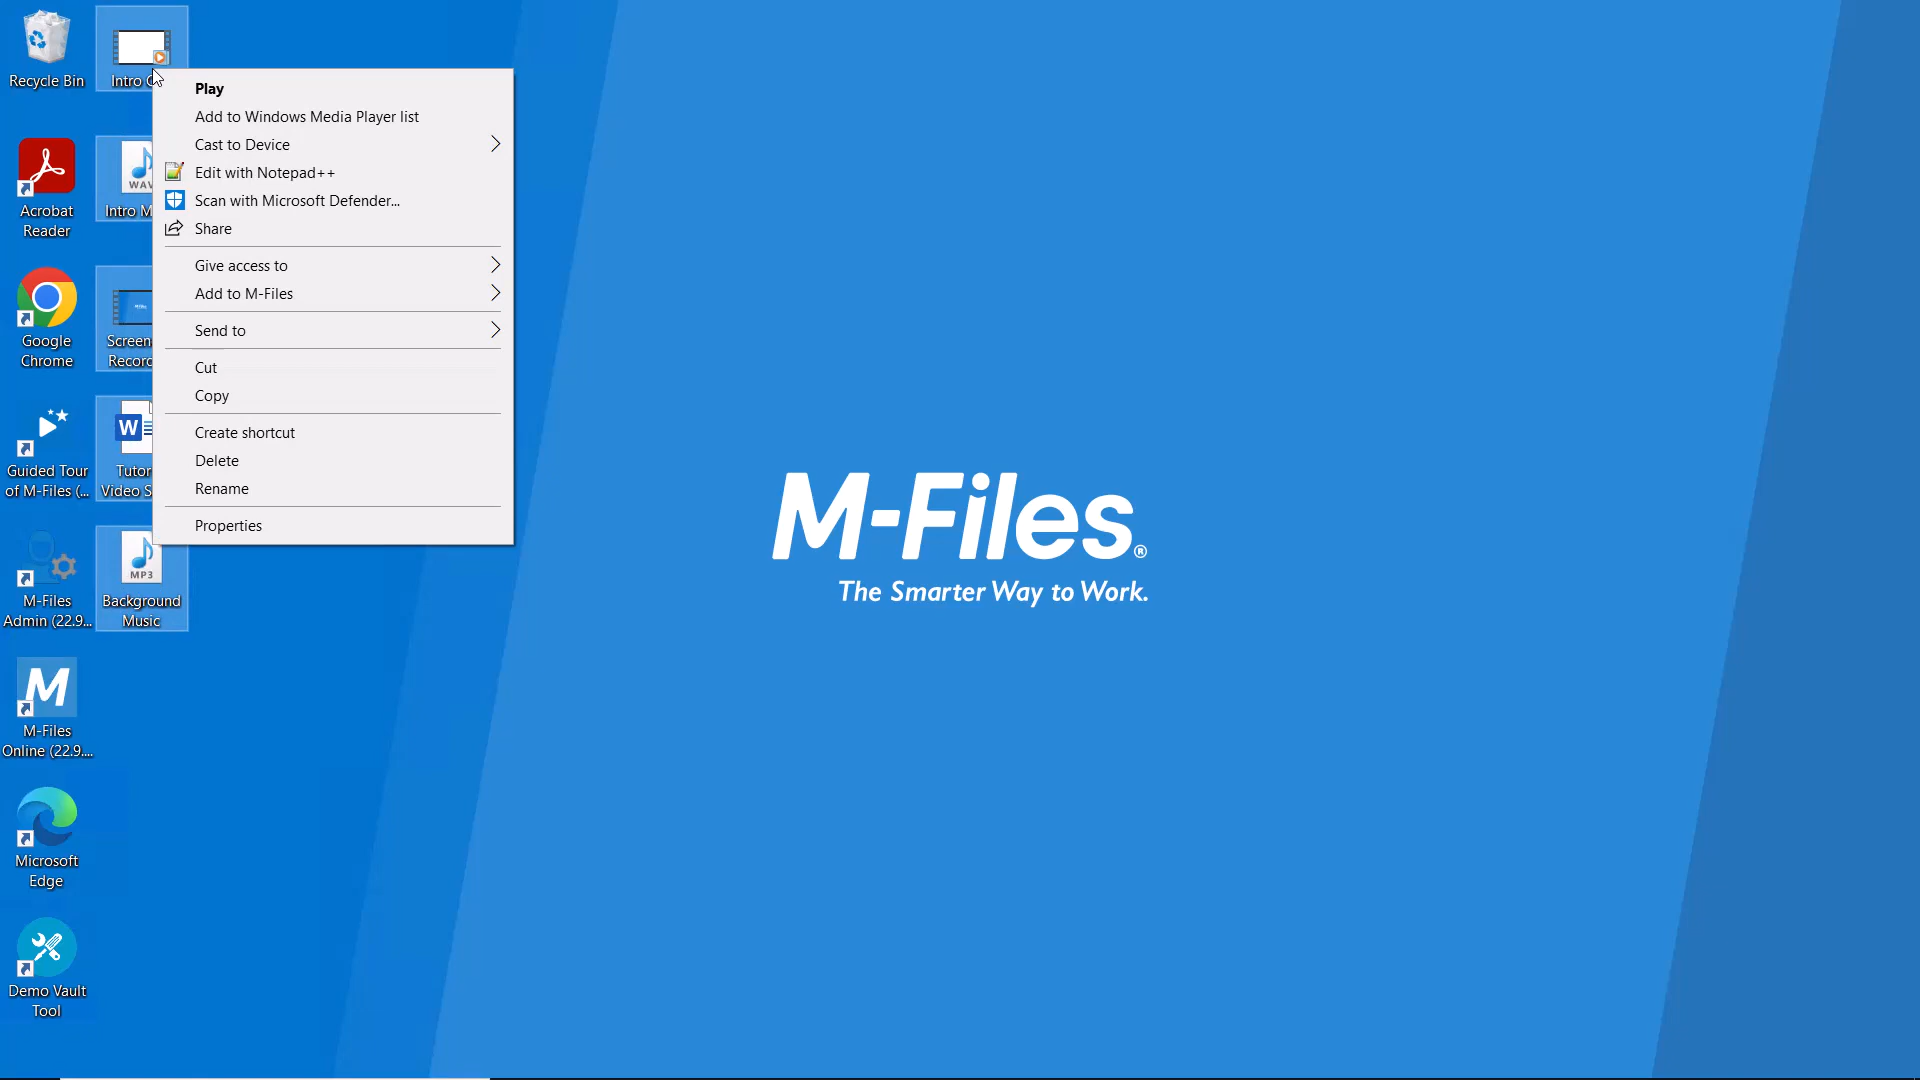 Recycle Bin
Intro
Acrobat
Reader
WAV
Intro
Google
Chrome
Guided Tour
of M-Files (...
W
Video
M-Files
Admin (22.9...
MP3
Background
Music
M
M-Files
Online (22.9....
Microsoft
Edge
Demo Vault
Tool
Play
Add to Windows Media Player list
Cast to Device
Edit with Notepad++
Scan with Microsoft Defender...
Share
Give access to
Add to M-Files
Send to
Cut
Copy
Create shortcut
Delete
Rename
Properties
M-Files®
The Smarter Way to Work.